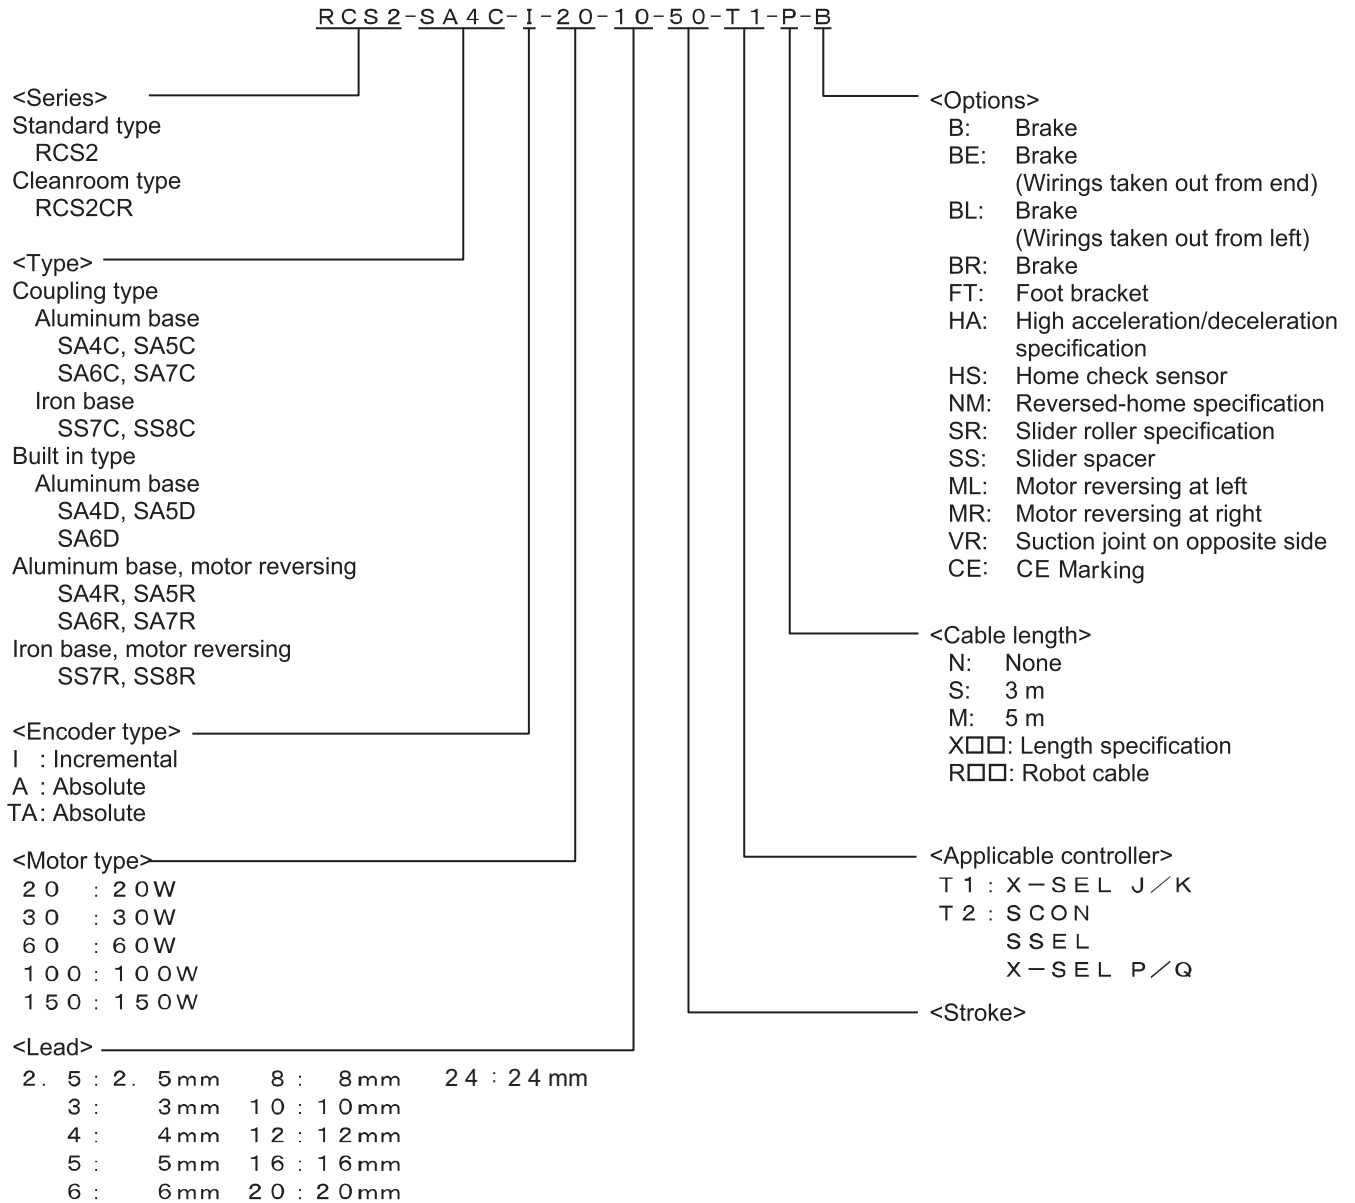 RCS2-SA4C-I-20-10-50-T1-P-B
<Series>
Standard type
RCS2
Cleanroom type
RCS2CR
<Type>
Coupling type
Aluminum base
SA4C, SA5C
SA6C, SA7C
Iron base
SS7C, SS8C
Built in type
Aluminum base
SA4D, SA5D
SA6D
Aluminum base, motor reversing
SA4R, SA5R
SA6R, SA7R
Iron base, motor reversing
SS7R, SS8R
<Encoder type>
I : Incremental
A : Absolute
TA: Absolute
<Motor type>
20 : 20W
30 : 30W
60 : 60W
100 : 100W
150 : 150W
<Lead>
2.5 : 2.5mm 8 : 8mm 24 : 24mm
3 : 3mm 10 : 10mm
4 : 4mm 12 : 12mm
5 : 5mm 16 : 16mm
6 : 6mm 20 : 20mm
<Options>
B: Brake
BE: Brake
(Wirings taken out from end)
BL: Brake
(Wirings taken out from left)
BR: Brake
FT: Foot bracket
HA: High acceleration/deceleration
specification
HS: Home check sensor
NM: Reversed-home specification
SR: Slider roller specification
SS: Slider spacer
ML: Motor reversing at left
MR: Motor reversing at right
VR: Suction joint on opposite side
CE: CE Marking
<Cable length>
N: None
S: 3 m
M: 5 m
X□□: Length specification
R□□: Robot cable
<Applicable controller>
T1 : X-SEL J/K
T2 : SCON
SSEL
X-SEL P/Q
<Stroke>